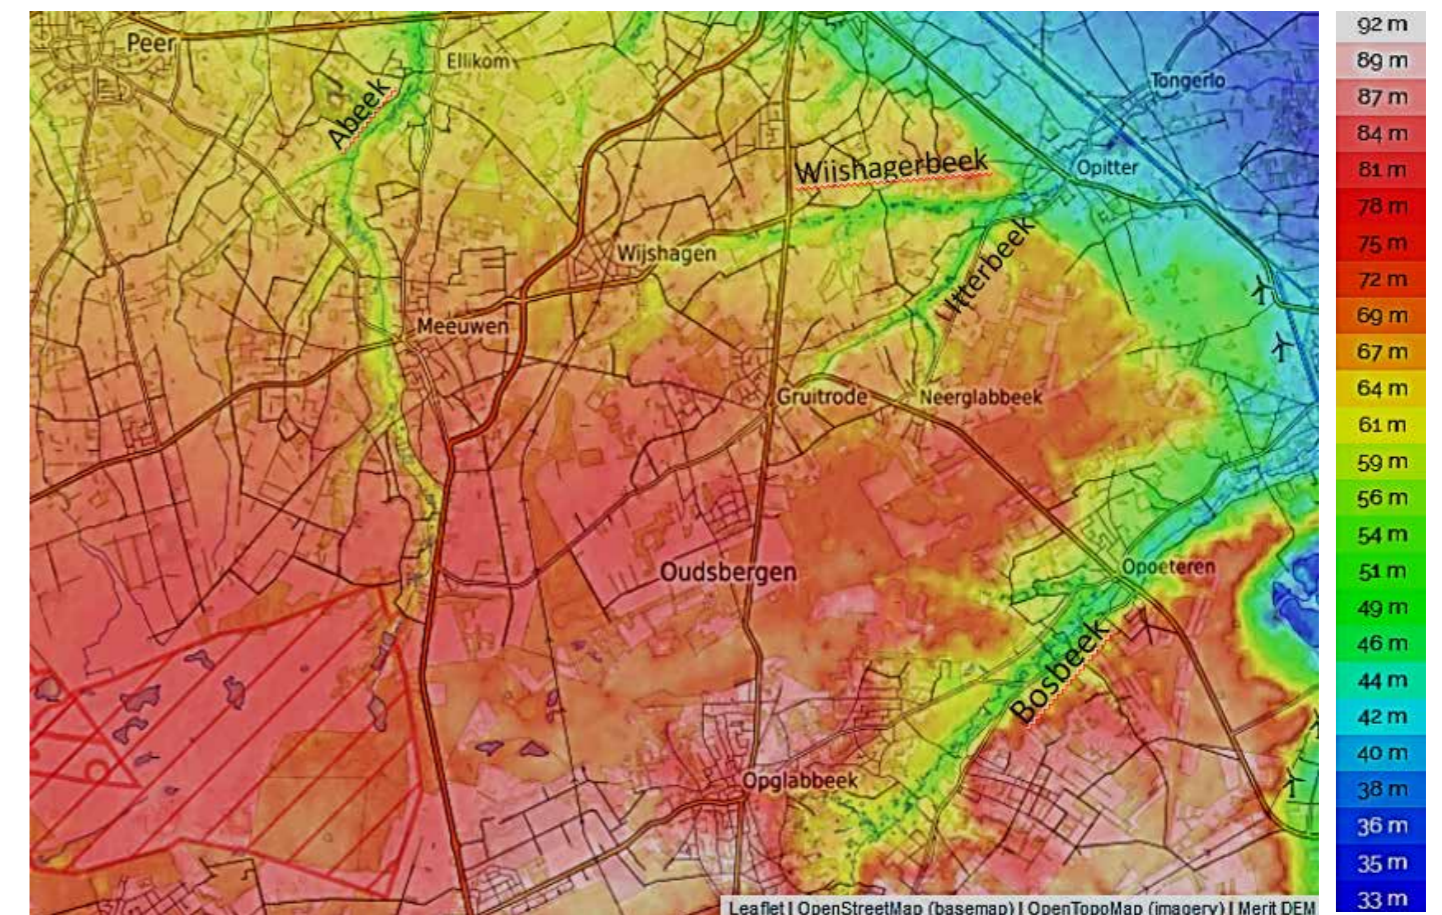 Peer
Ellikom
Abeek
Tongerlo
Wiishagerbeek
Opitter
Wijshagen
Itterbeek
Meeuwen
Gruitrode
Neerglabbeek
Oudsbergen
Opoeteren
Bosbeek
Opglabbeek
Leaflet | OpenStreetMap (basemap) | OpenTopoMap (imagery) | Merit DEM
92 m
89 m
87 m
84 m
81 m
78 m
75 m
72 m
69 m
67 m
64 m
61 m
59 m
56 m
54 m
51 m
49 m
46 m
44 m
42 m
40 m
38 m
36 m
35 m
33 m